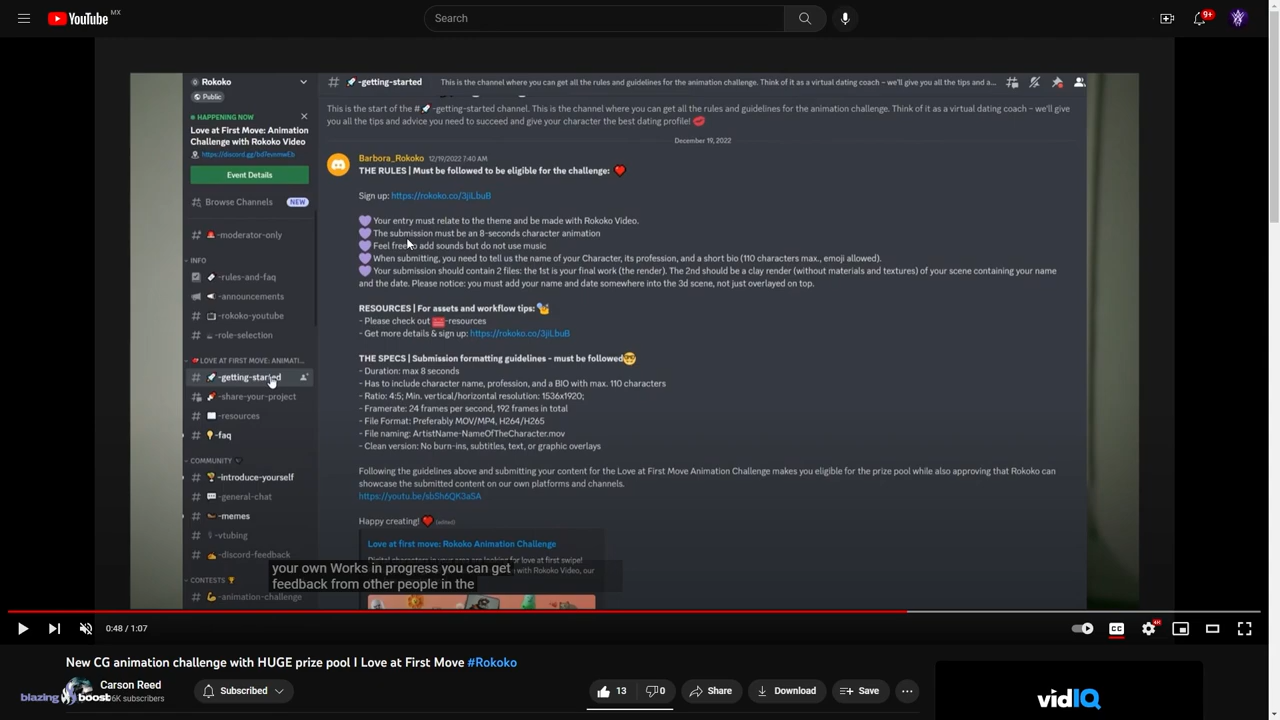 YouTube MX
Search
9+
Rokoko
Public
HAPPENING NOW
Love at First Move: Animation
Challenge with Rokoko Video
Event Details
Browse Channels NEW
-moderator-only
INFO
-rules-and-faq
-announcements
-rokoko-youtube
-role-selection
LOVE AT FIRST MOVE: ANIMATI...
-getting-started
-share-your-project
-resources
-faq
COMMUNITY
-introduce-yourself
-general-chat
-memes
-vtubing
-discord-feedback
CONTESTS
-animation-challenge
# -getting-started This is the channel where you can get all the rules and guidelines for the animation challenge. Think of it as a virtual dating coach – we'll give you all the tips and a...
This is the start of the #🚀-getting-started channel. This is the channel where you can get all the rules and guidelines for the animation challenge. Think of it as a virtual dating coach – we'll give
you all the tips and advice you need to succeed and give your character the best dating profile! 💋
December 19, 2022
Barbora_Rokoko 12/19/2022 7:40 AM
THE RULES | Must be followed to be eligible for the challenge: ❤️
Sign up: https://rokoko.co/3jiLbuB
💜 Your entry must relate to the theme and be made with Rokoko Video.
💜 The submission must be an 8-seconds character animation
💜 Feel free to add sounds but do not use music
💜 When submitting, you need to tell us the name of your Character, its profession, and a short bio (110 characters max., emoji allowed).
💜 Your submission should contain 2 files: the 1st is your final work (the render). The 2nd should be a clay render (without materials and textures) of your scene containing your name
and the date. Please notice: you must add your name and date somewhere into the 3d scene, not just overlayed on top.
RESOURCES | For assets and workflow tips:
- Please check out -resources
- Get more details & sign up: https://rokoko.co/3jiLbuB
THE SPECS | Submission formatting guidelines - must be followed🤓
- Duration: max 8 seconds
- Has to include character name, profession, and a BIO with max. 110 characters
- Ratio: 4:5; Min. vertical/horizontal resolution: 1536x1920;
- Framerate: 24 frames per second, 192 frames in total
- File Format: Preferably MOV/MP4, H264/H265
- File naming: ArtistName-NameOfTheCharacter.mov
- Clean version: No burn-ins, subtitles, text, or graphic overlays
Following the guidelines above and submitting your content for the Love at First Move Animation Challenge makes you eligible for the prize pool while also approving that Rokoko can
showcase the submitted content on our own platforms and channels.
https://youtu.be/sb5h6QK3aSA
Happy creating! ❤️ (edited)
Love at first move: Rokoko Animation Challenge
with Rokoko Video, our
your own Works in progress you can get
feedback from other people in the
0:48 / 1:07
CC
4K
New CG animation challenge with HUGE prize pool I Love at First Move #Rokoko
Carson Reed
subscribers
blazing boost
Subscribed
13
0
Share
Download
Save
vidIQ